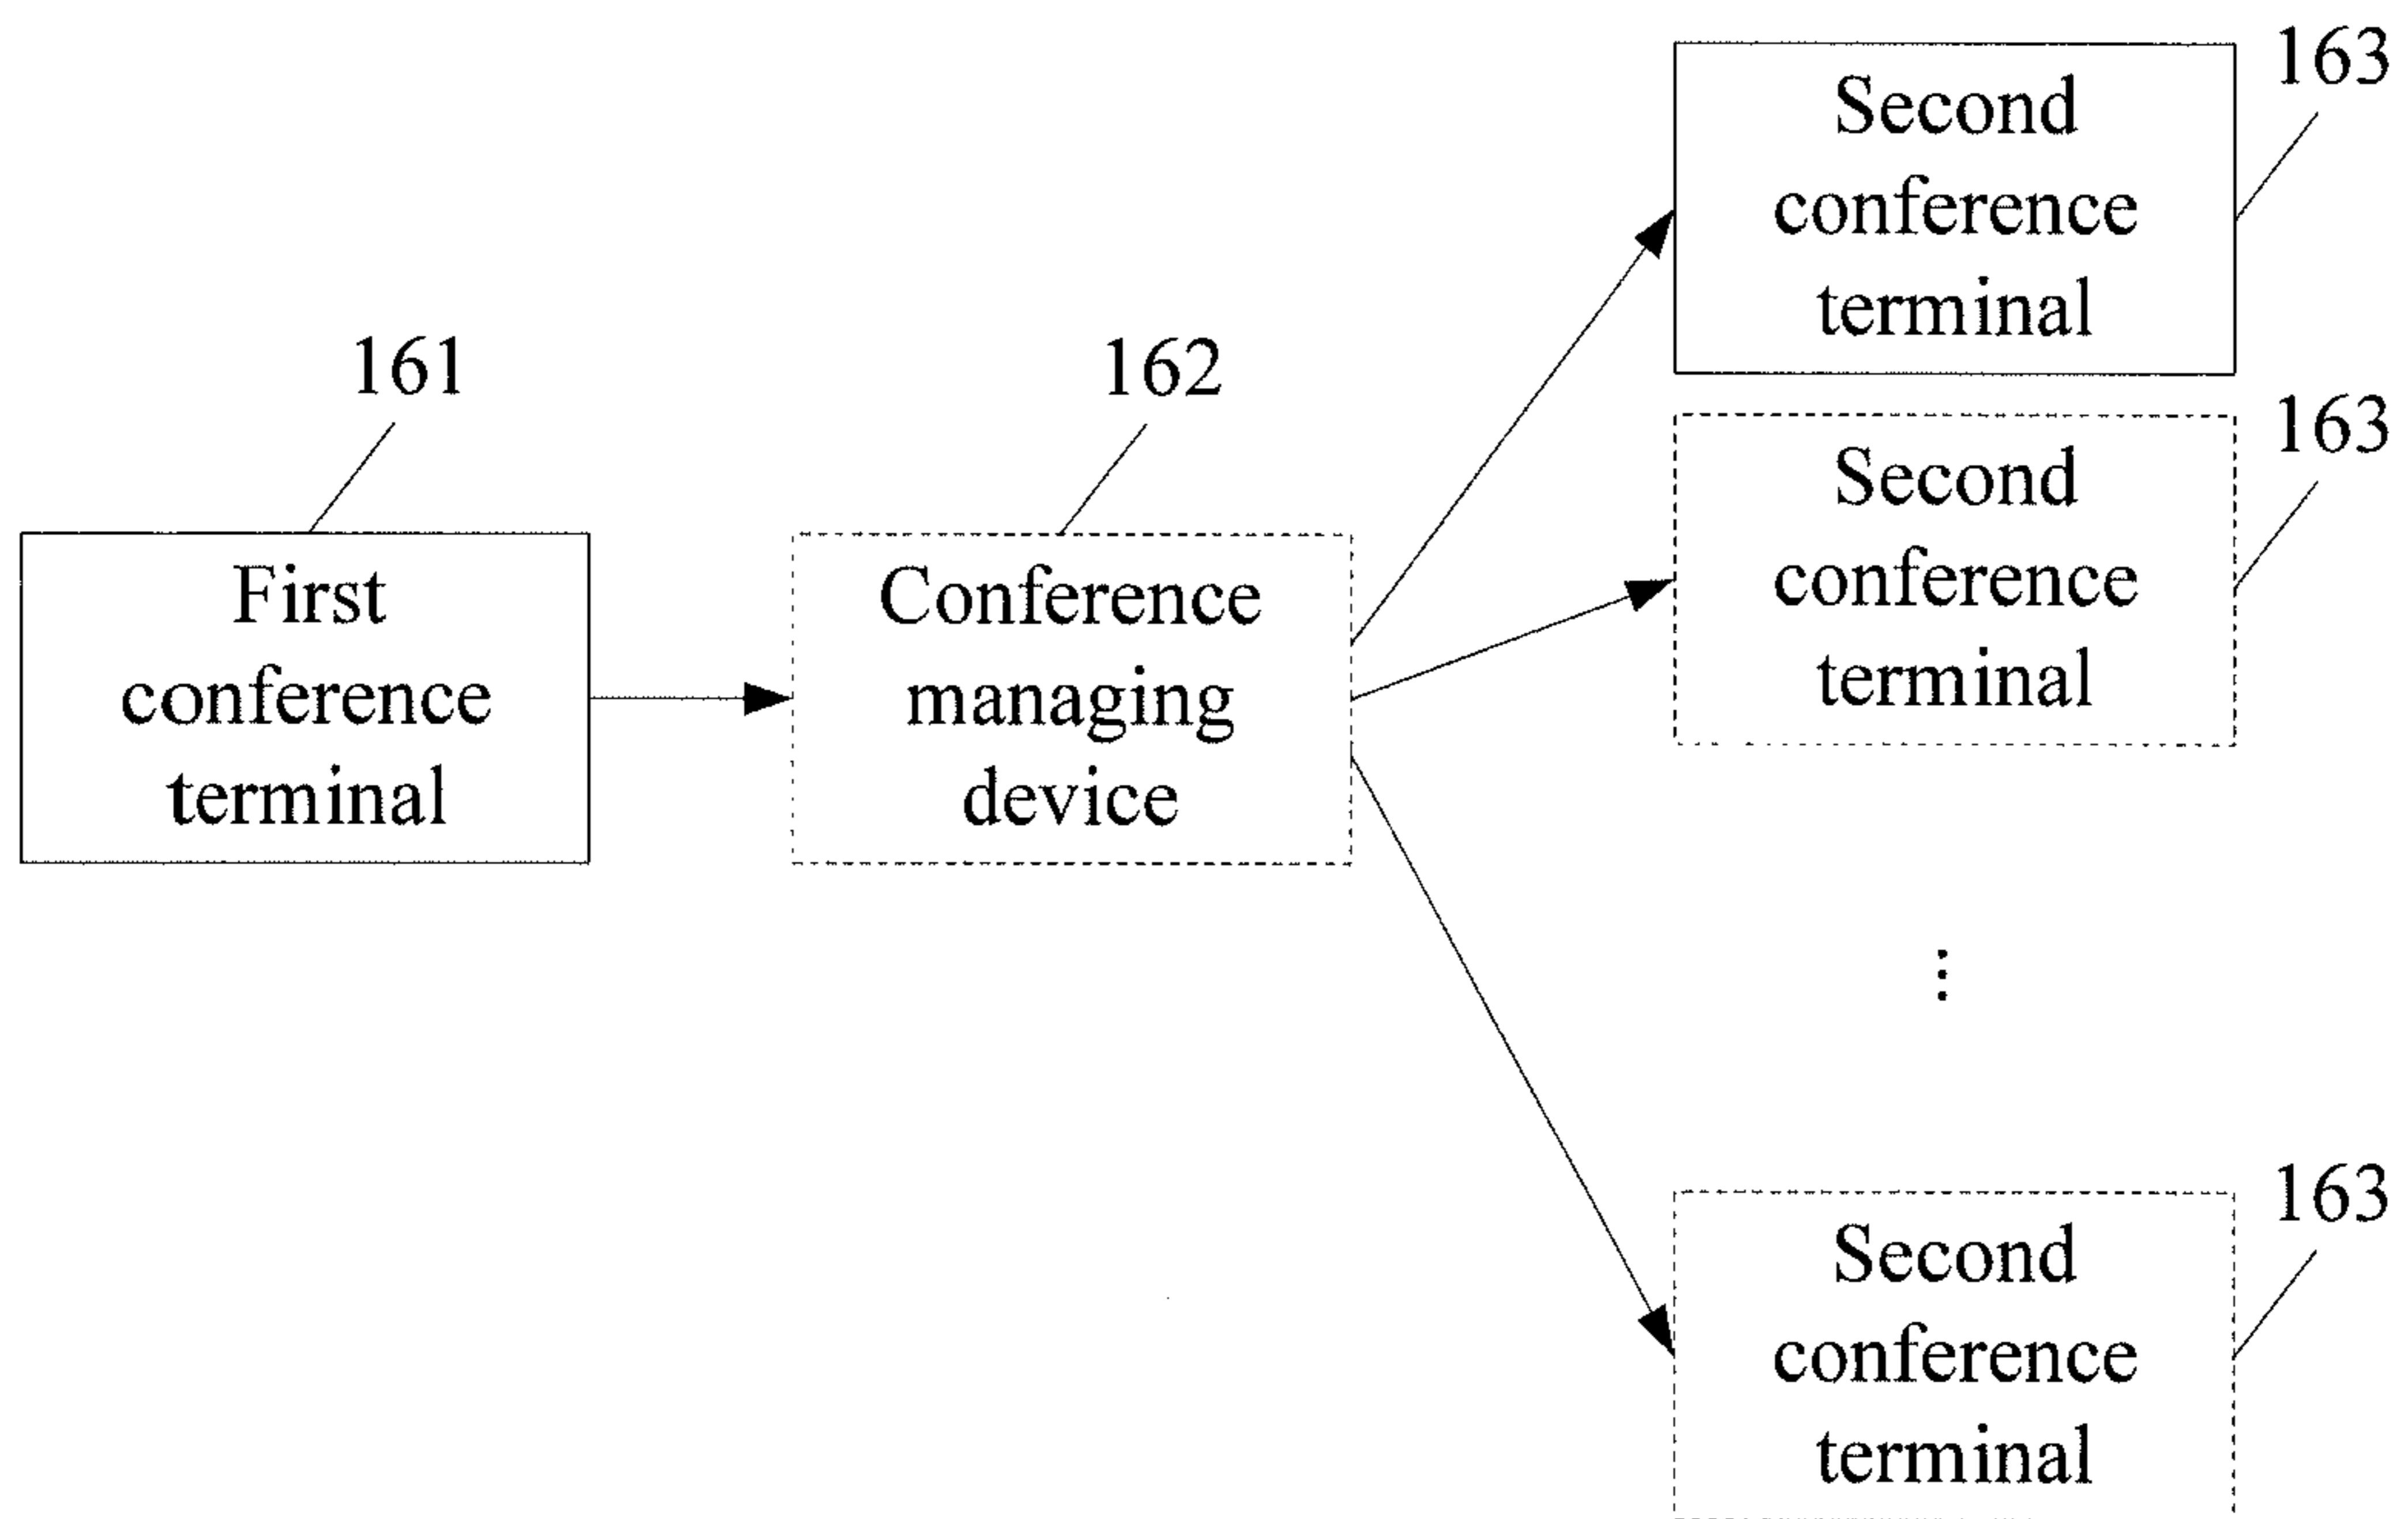 161
First
conference
terminal
162
Conference
managing
device
163
Second
conference
terminal
163
Second
conference
terminal
163
Second
conference
terminal